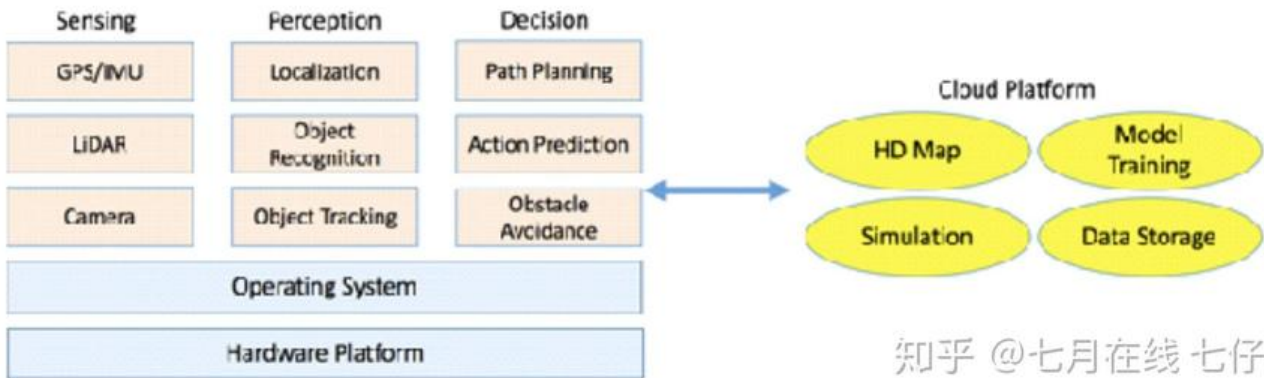 Sensing
Perception
Decision
GPS/IMU
Localization
Path Planning
LiDAR
Object
Recognition
Action Prediction
Camera
Object Tracking
Obstacle
Avoidance
Operating System
Hardware Platform
Cloud Platform
HD Map
Model
Training
Simulation
Data Storage
知乎 @七月在线 七仔